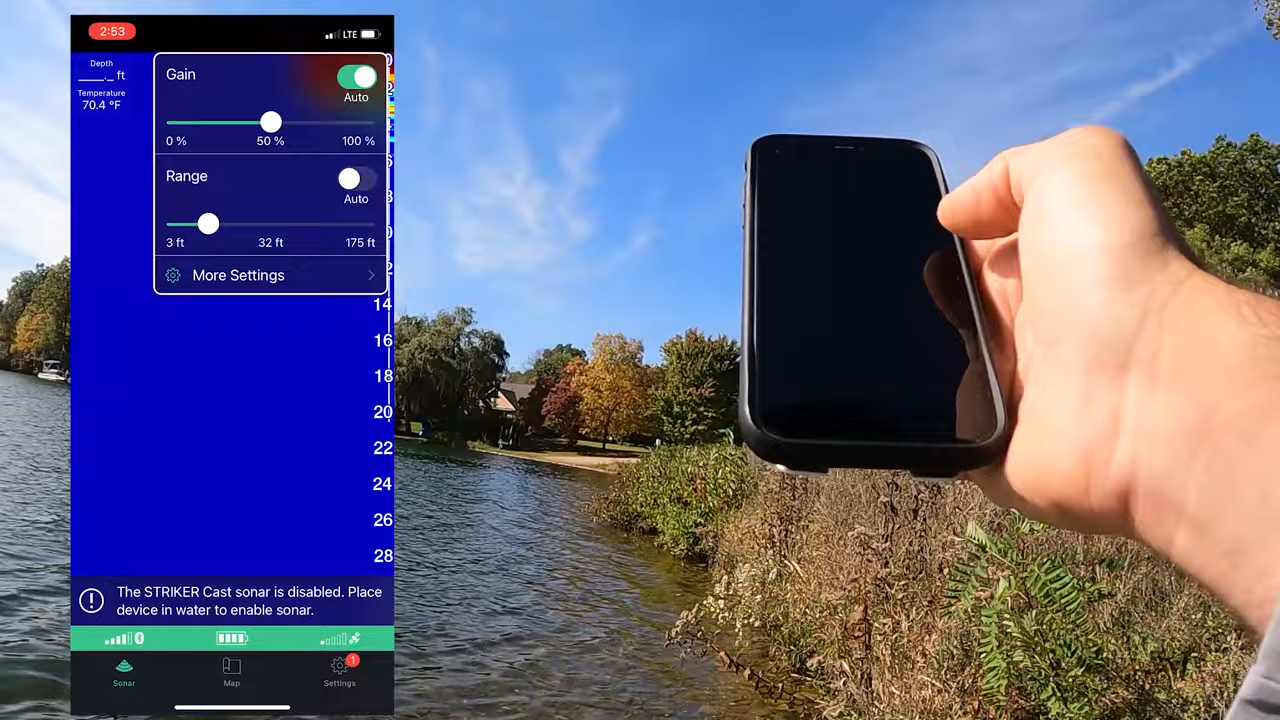 2:53
LTE
Depth
___._ ft
Temperature
70.4 °F
Gain
Auto
0 %
50 %
100 %
Range
Auto
3 ft
32 ft
175 ft
More Settings
14
16
18
20
22
24
26
28
The STRIKER Cast sonar is disabled. Place
device in water to enable sonar.
1
Sonar
Map
Settings